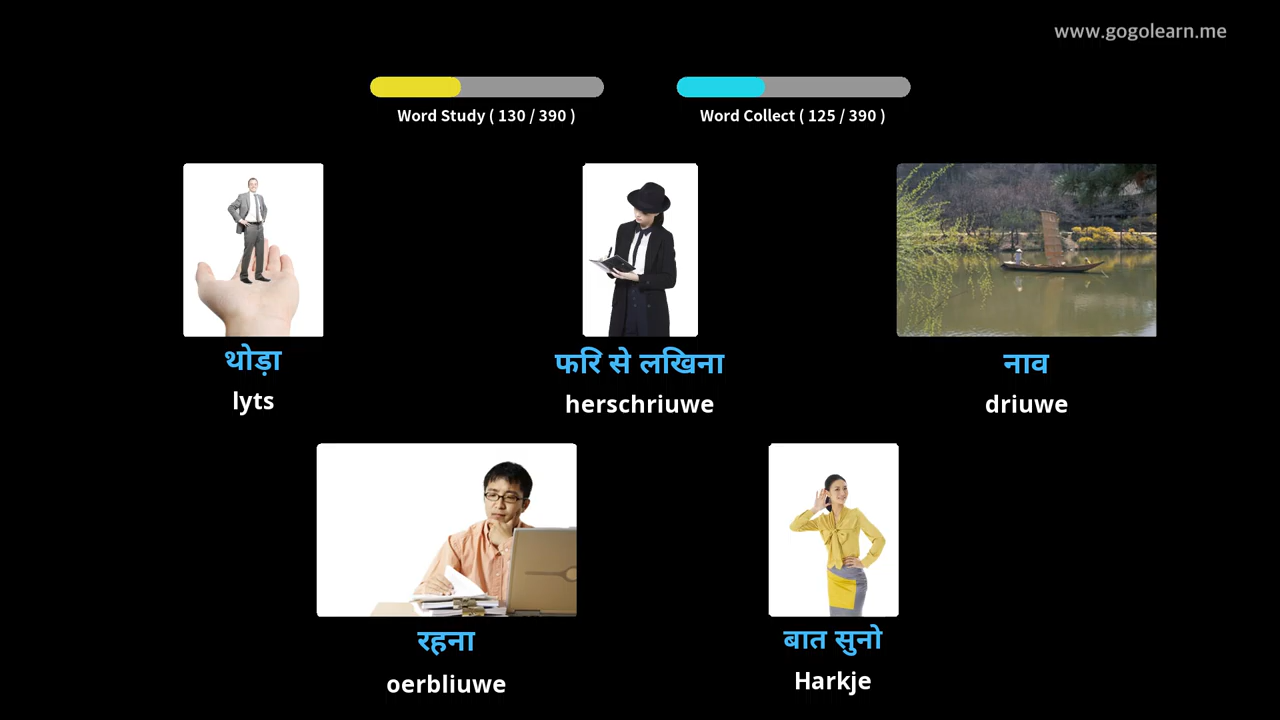 www.gogolearn.me
Word Study ( 130 / 390 )
Word Collect ( 125 / 390 )
थोड़ा
lyts
फरि से लखिना
herschriuwe
नाव
driuwe
रहना
oerbliuwe
बात सुनो
Harkje